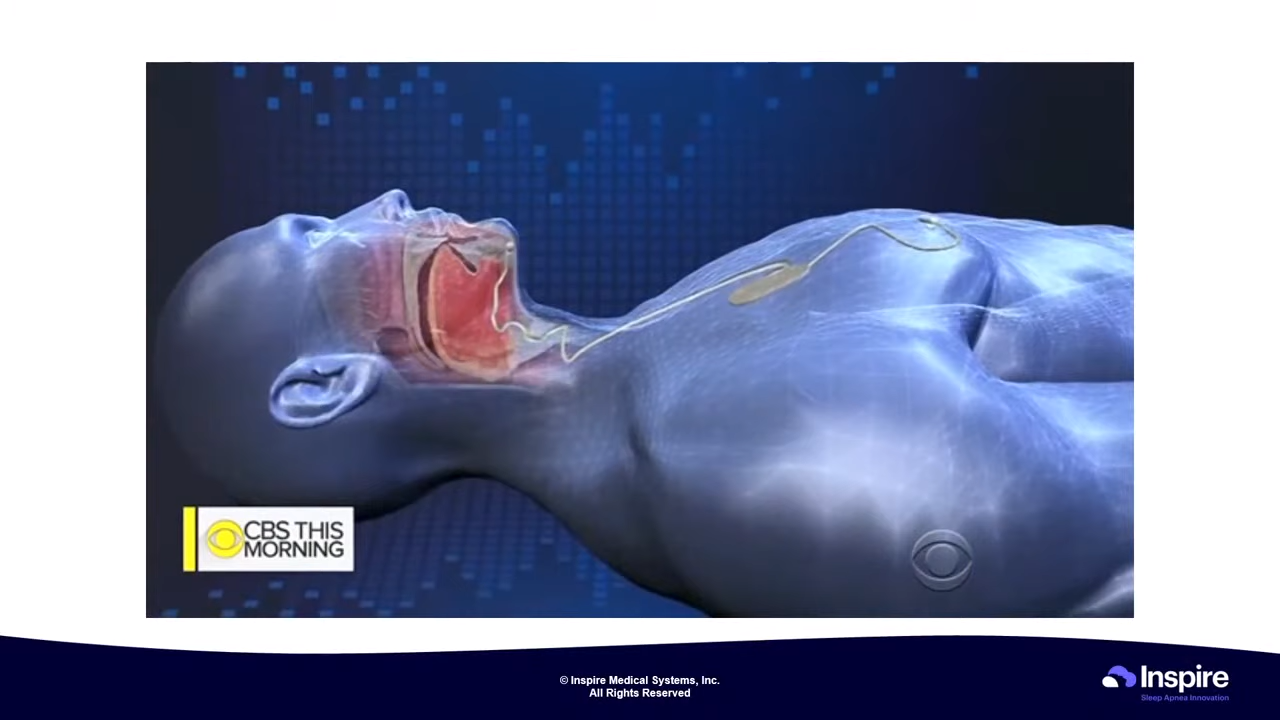 CBS THIS
MORNING
© Inspire Medical Systems, Inc.
All Rights Reserved
Inspire
Sleep Apnea Innovation